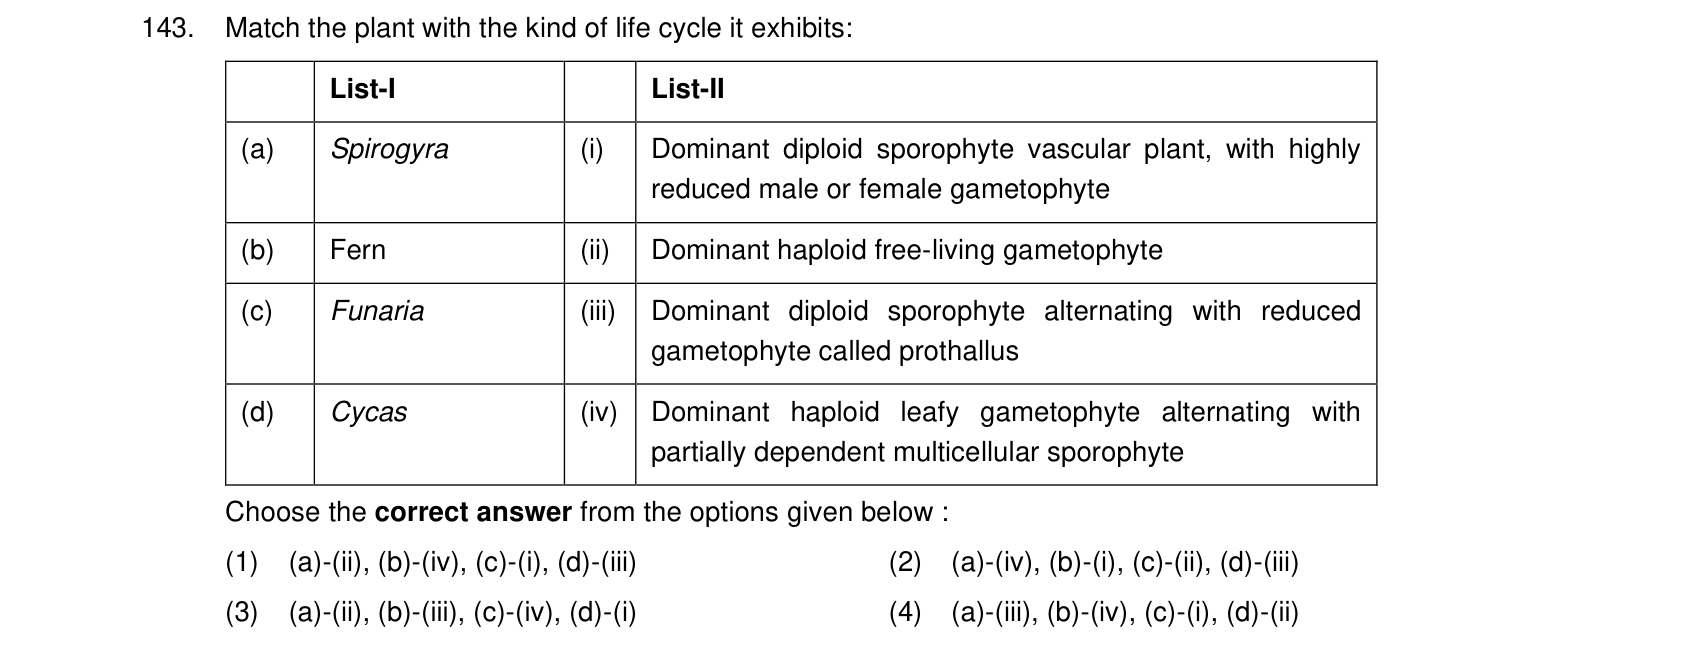 143. Match the plant with the kind of life cycle it exhibits:
List-I List-II
(a) Spirogyra (i) Dominant diploid sporophyte vascular plant, with highly
reduced male or female gametophyte
(b) Fern (ii) Dominant haploid free-living gametophyte
(c) Funaria (iii) Dominant diploid sporophyte alternating with reduced
gametophyte called prothallus
(d) Cycas (iv) Dominant haploid leafy gametophyte alternating with
partially dependent multicellular sporophyte
Choose the correct answer from the options given below :
(1) (a)-(ii), (b)-(iv), (c)-(i), (d)-(iii) (2) (a)-(iv), (b)-(i), (c)-(ii), (d)-(iii)
(3) (a)-(ii), (b)-(iii), (c)-(iv), (d)-(i) (4) (a)-(iii), (b)-(iv), (c)-(i), (d)-(ii)